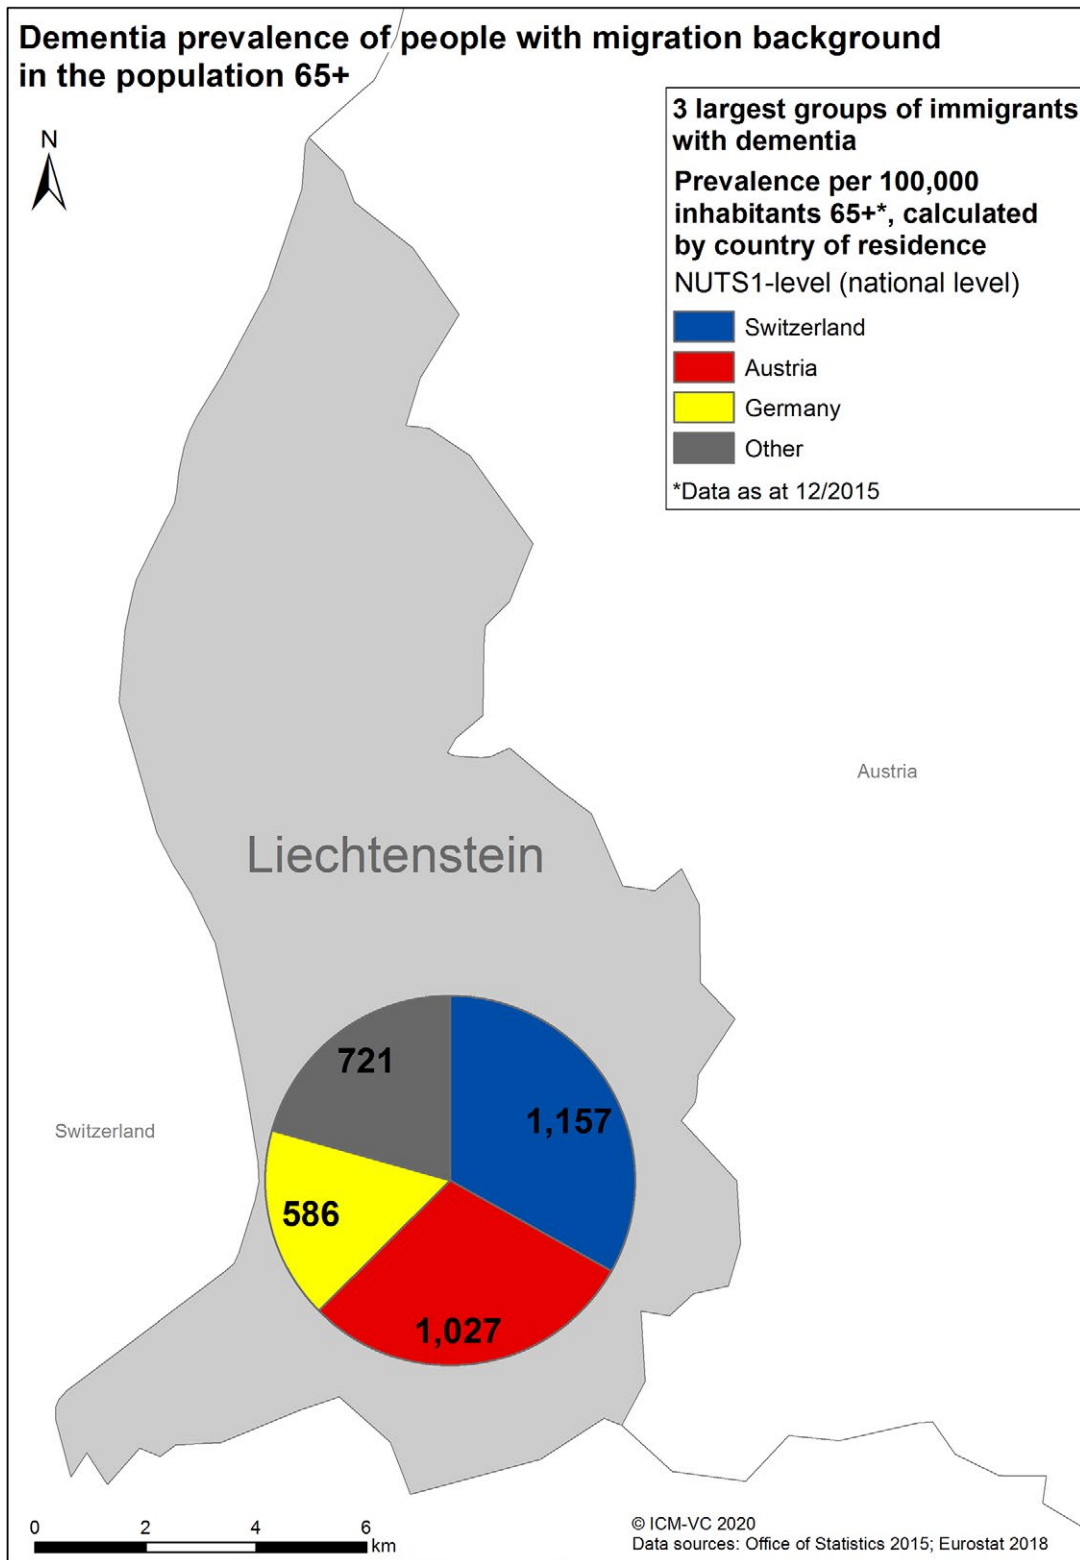 Dementia prevalence of people with migration background
in the population 65+
N
3 largest groups of immigrants
with dementia
Prevalence per 100,000
inhabitants 65+*, calculated
by country of residence
NUTS1-level (national level)
Switzerland
Austria
Germany
Other
*Data as at 12/2015
Austria
Liechtenstein
721
1,157
Switzerland
586
1,027
0 2 4 6
km
© ICM-VC 2020
Data sources: Office of Statistics 2015; Eurostat 2018